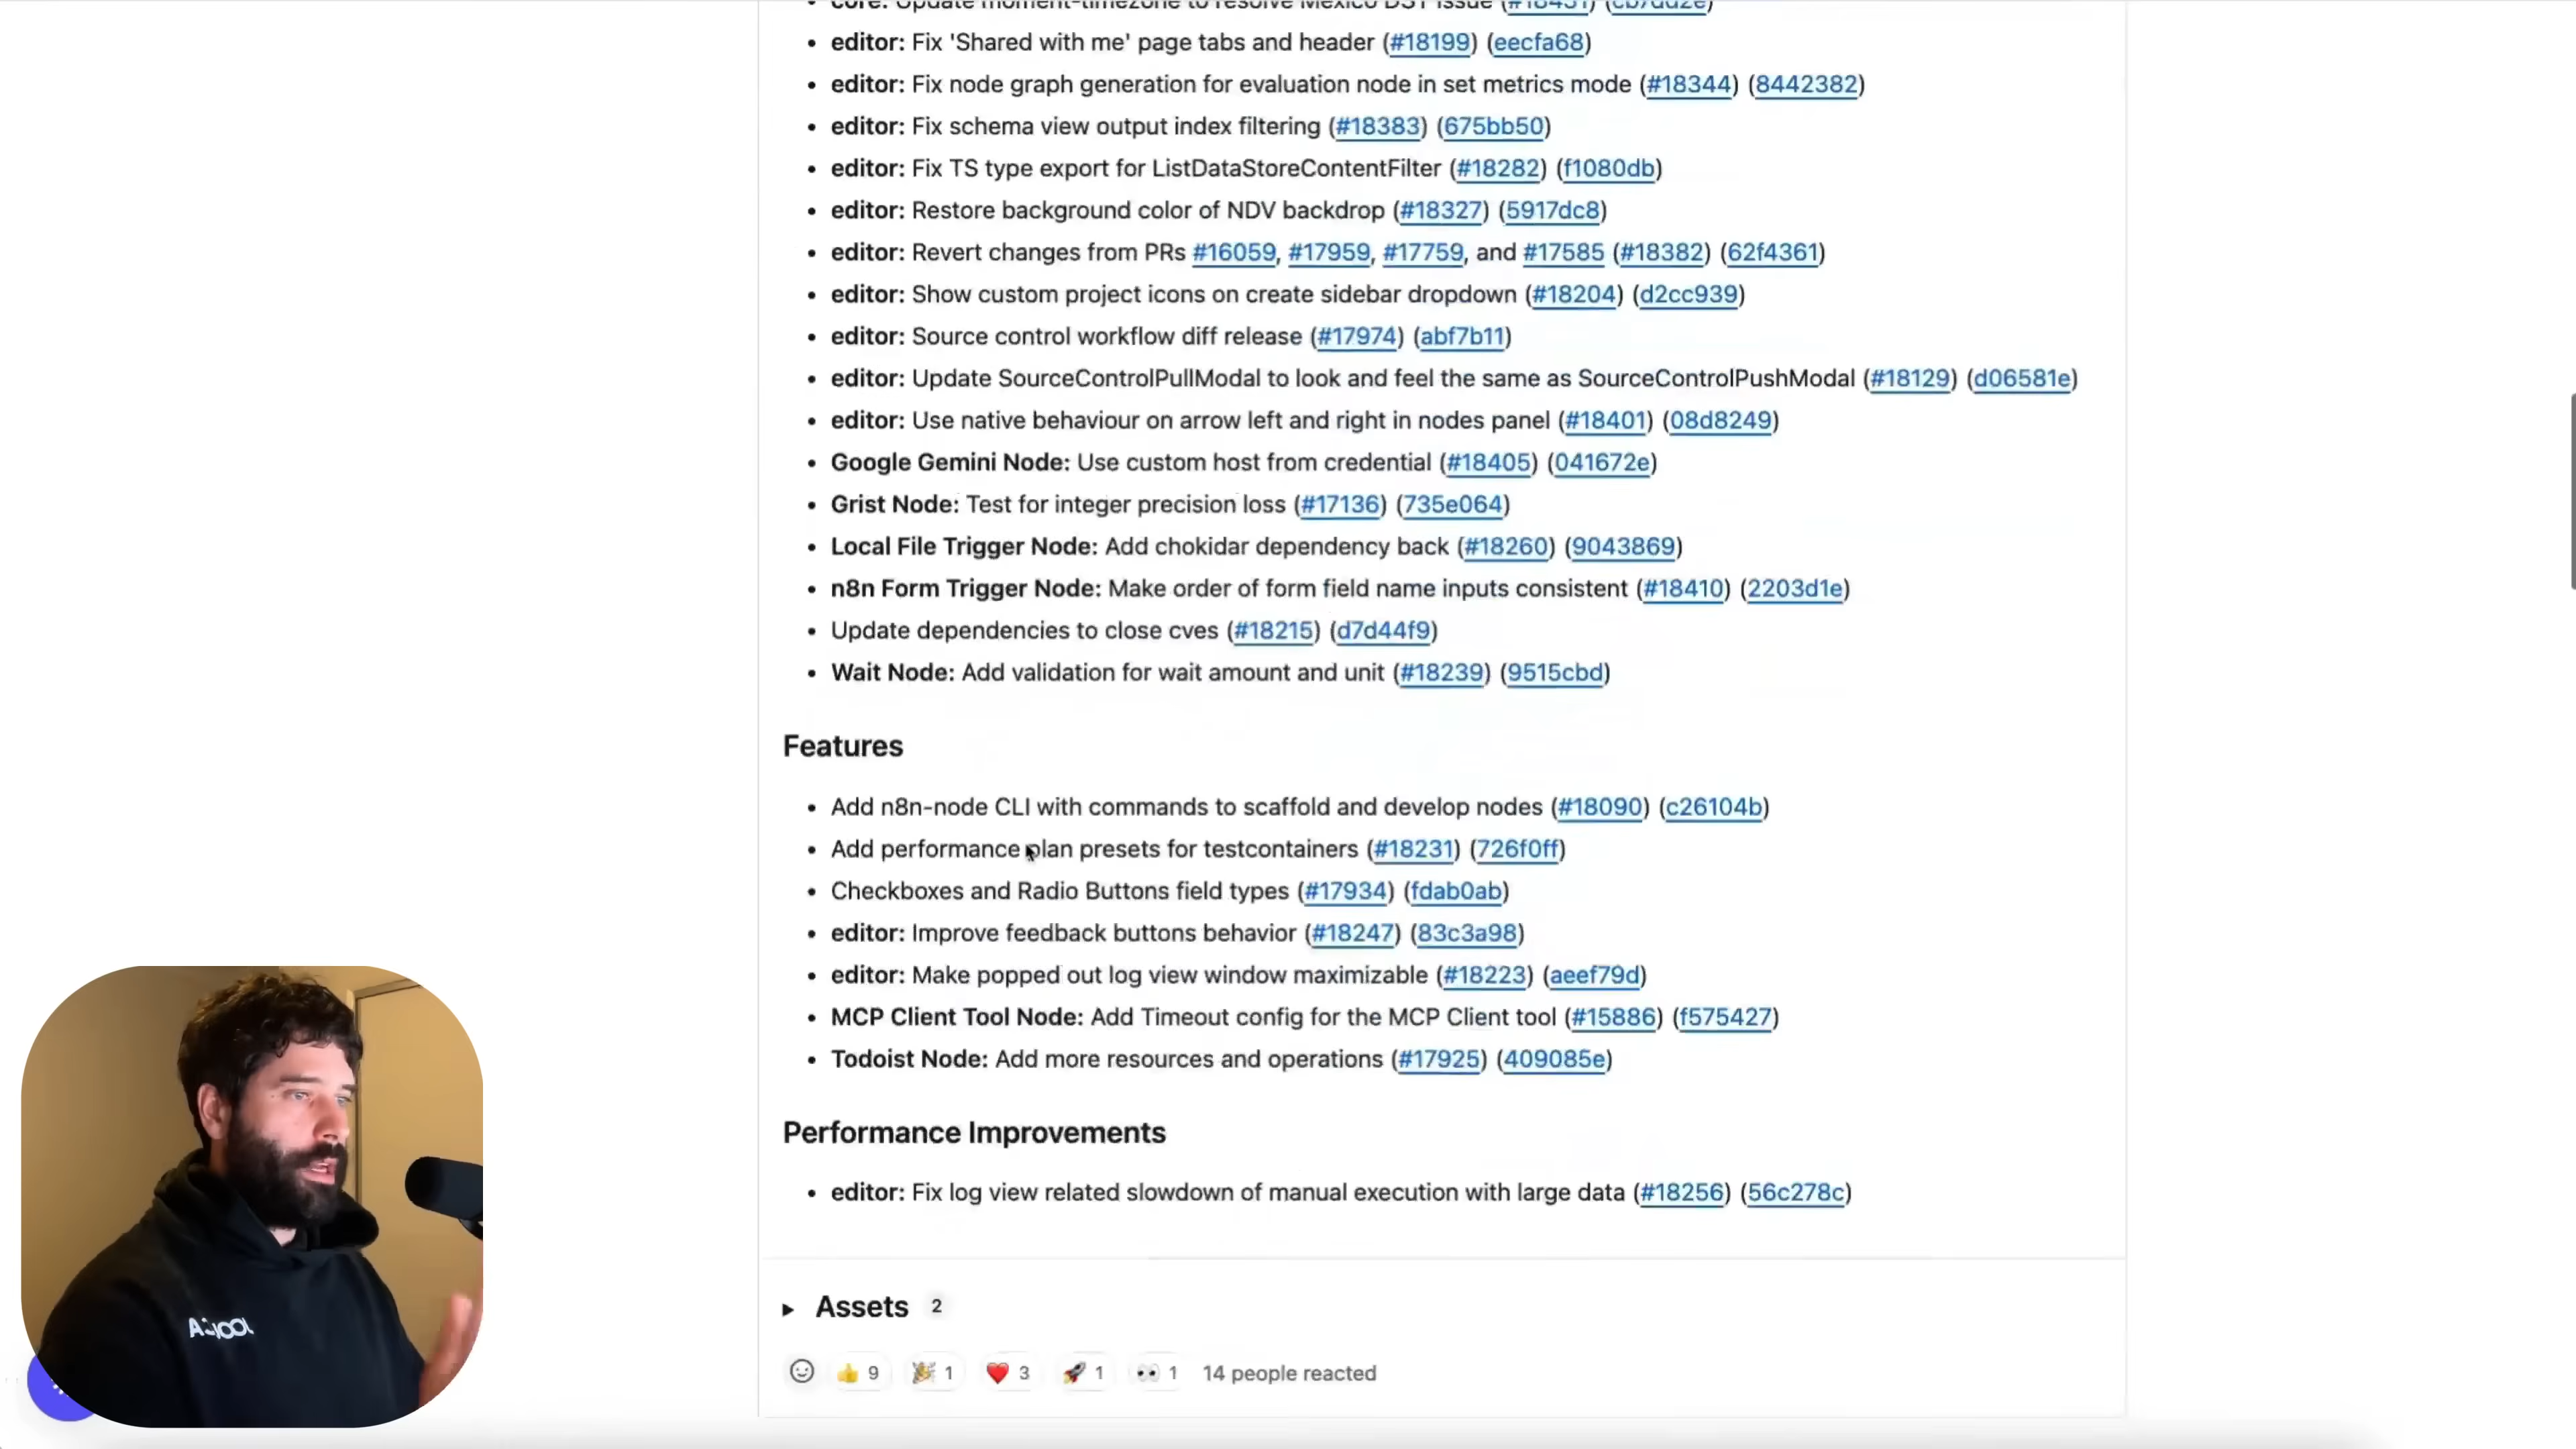 core: Update moment-timezone to resolve Mexico DST issue (#18431) (cb7dd2e)
editor: Fix 'Shared with me' page tabs and header (#18199) (eecfa68)
editor: Fix node graph generation for evaluation node in set metrics mode (#18344) (8442382)
editor: Fix schema view output index filtering (#18383) (675bb50)
editor: Fix TS type export for ListDataStoreContentFilter (#18282) (f1080db)
editor: Restore background color of NDV backdrop (#18327) (5917dc8)
editor: Revert changes from PRs #16059, #17959, #17759, and #17585 (#18382) (62f4361)
editor: Show custom project icons on create sidebar dropdown (#18204) (d2cc939)
editor: Source control workflow diff release (#17974) (abf7b11)
editor: Update SourceControlPullModal to look and feel the same as SourceControlPushModal (#18129) (d06581e)
editor: Use native behaviour on arrow left and right in nodes panel (#18401) (08d8249)
Google Gemini Node: Use custom host from credential (#18405) (041672e)
Grist Node: Test for integer precision loss (#17136) (735e064)
Local File Trigger Node: Add chokidar dependency back (#18260) (9043869)
n8n Form Trigger Node: Make order of form field name inputs consistent (#18410) (2203d1e)
Update dependencies to close cves (#18215) (d7d44f9)
Wait Node: Add validation for wait amount and unit (#18239) (9515cbd)
Features
Add n8n-node CLI with commands to scaffold and develop nodes (#18090) (c26104b)
Add performance plan presets for testcontainers (#18231) (726f0ff)
Checkboxes and Radio Buttons field types (#17934) (fdab0ab)
editor: Improve feedback buttons behavior (#18247) (83c3a98)
editor: Make popped out log view window maximizable (#18223) (aeef79d)
MCP Client Tool Node: Add Timeout config for the MCP Client tool (#15886) (f575427)
Todoist Node: Add more resources and operations (#17925) (409085e)
Performance Improvements
editor: Fix log view related slowdown of manual execution with large data (#18256) (56c278c)
Assets 2
9 1 3 1 1 14 people reacted